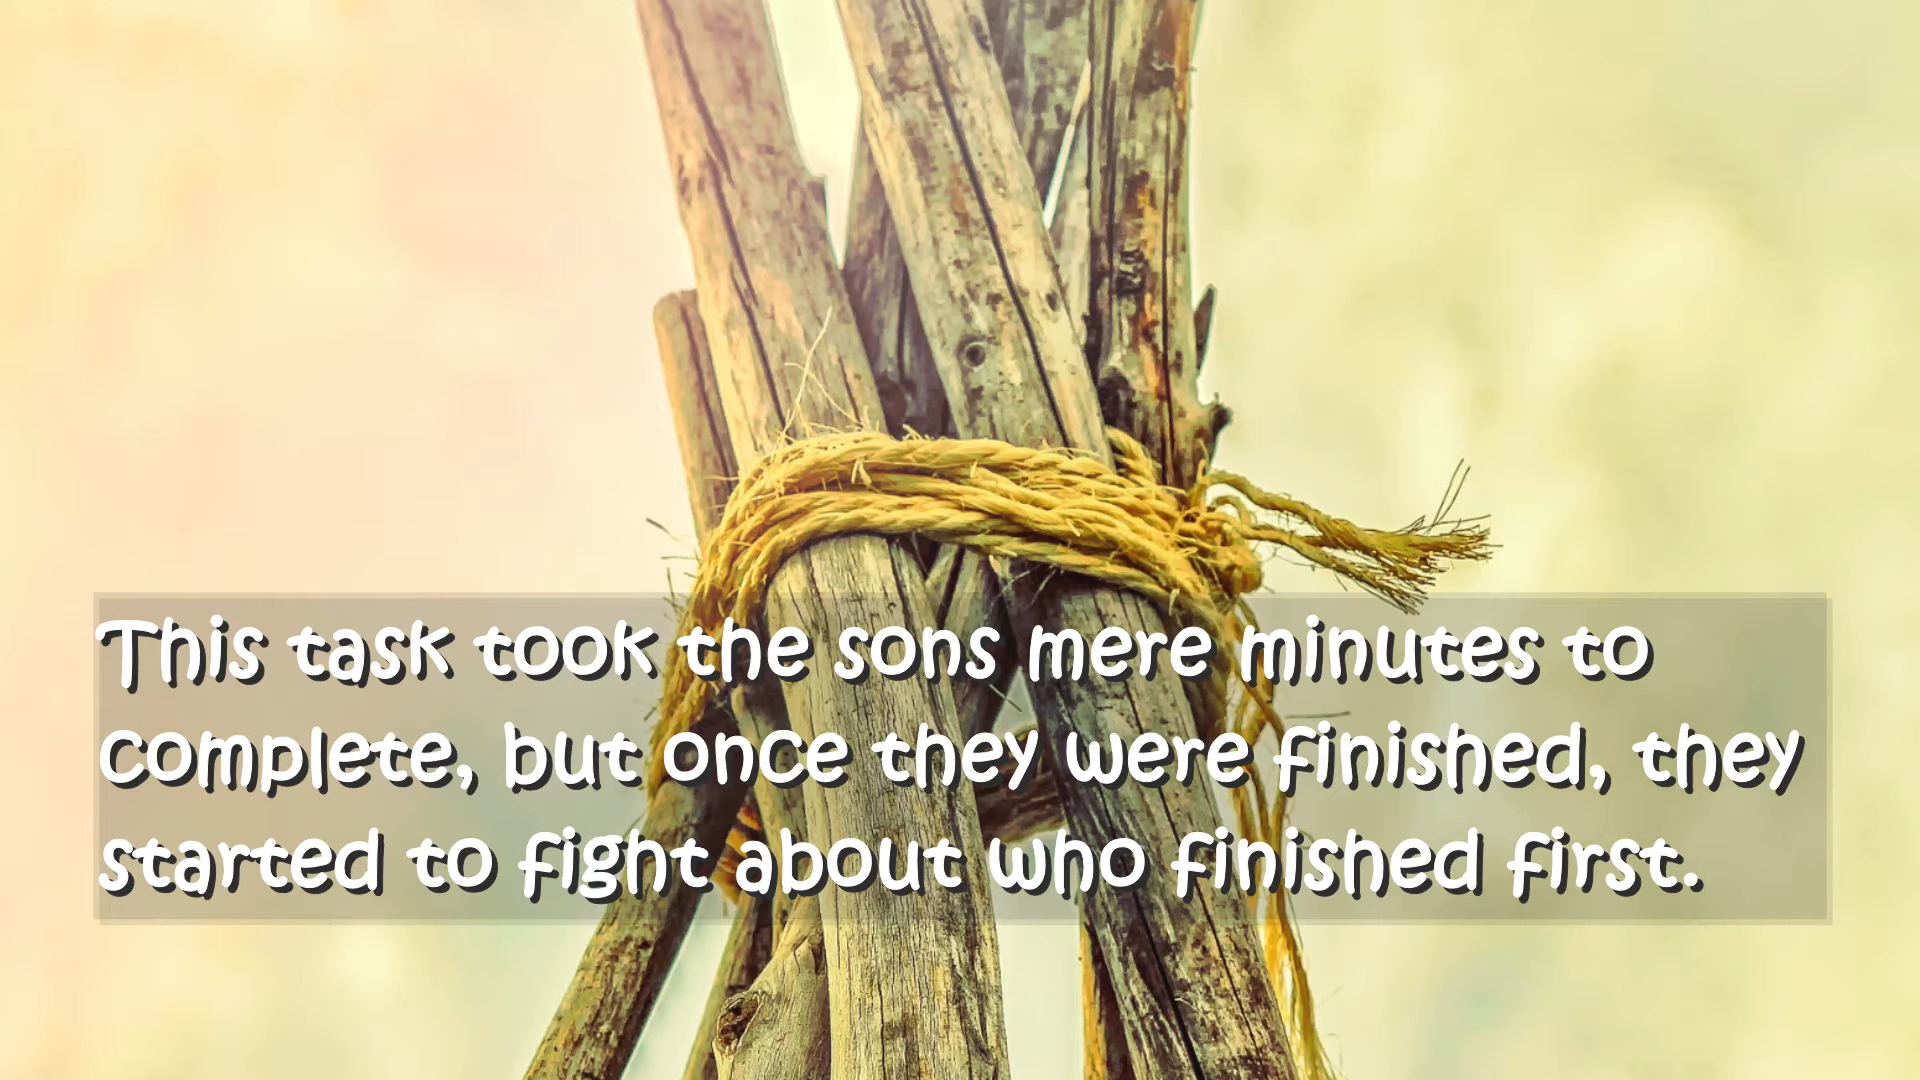 This task took the sons mere minutes to
complete, but once they were finished, they
started to fight about who finished first.